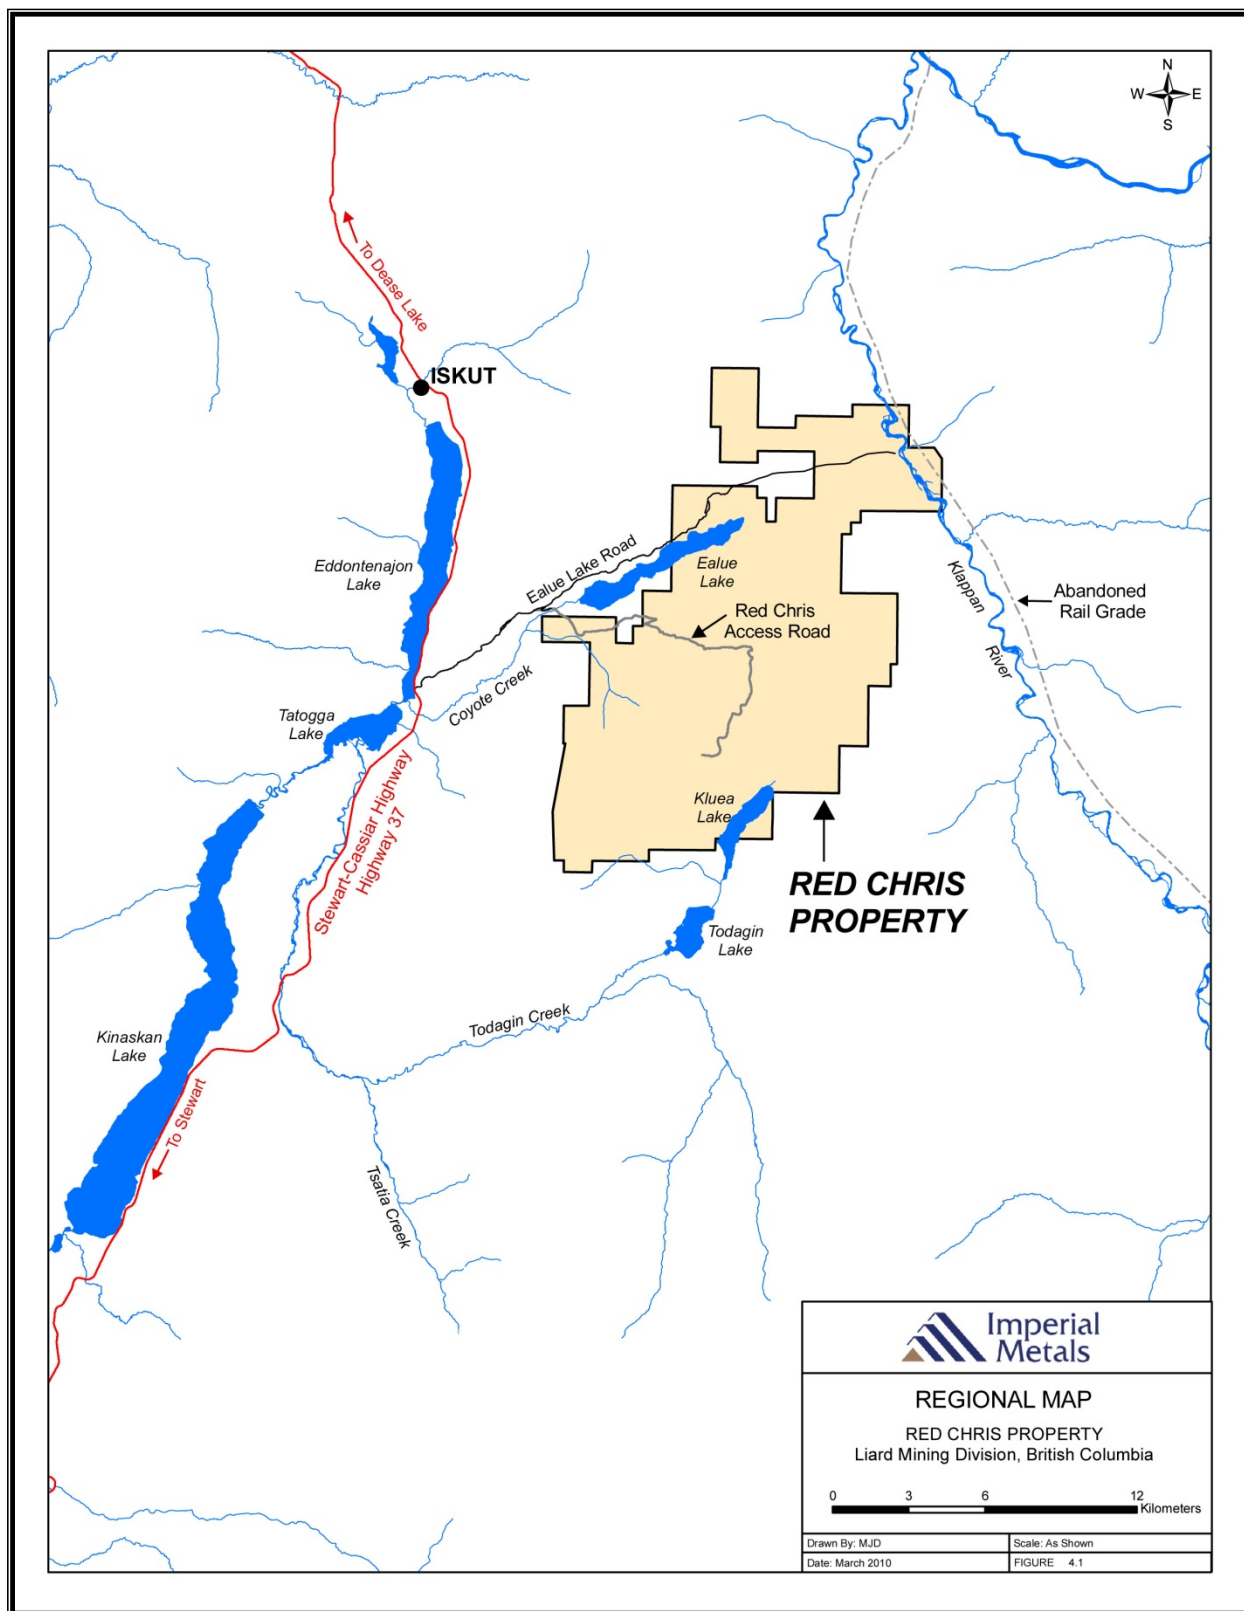 N
W E
S
To Dease Lake
ISKUT
Eddontenajon
Lake
Ealue Lake Road
Ealue
Lake
Red Chris
Access Road
Klappan
River
Abandoned
Rail Grade
Coyote Creek
Tatogga
Lake
Stewart-Cassiar Highway
Highway 37
Kluea
Lake
RED CHRIS
PROPERTY
Todagin
Lake
Todagin Creek
Kinaskan
Lake
To Stewart
Tsatia Creek
Imperial
Metals
REGIONAL MAP
RED CHRIS PROPERTY
Liard Mining Division, British Columbia
0 3 6 12
Kilometers
Drawn By: MJD
Scale: As Shown
Date: March 2010
FIGURE 4.1